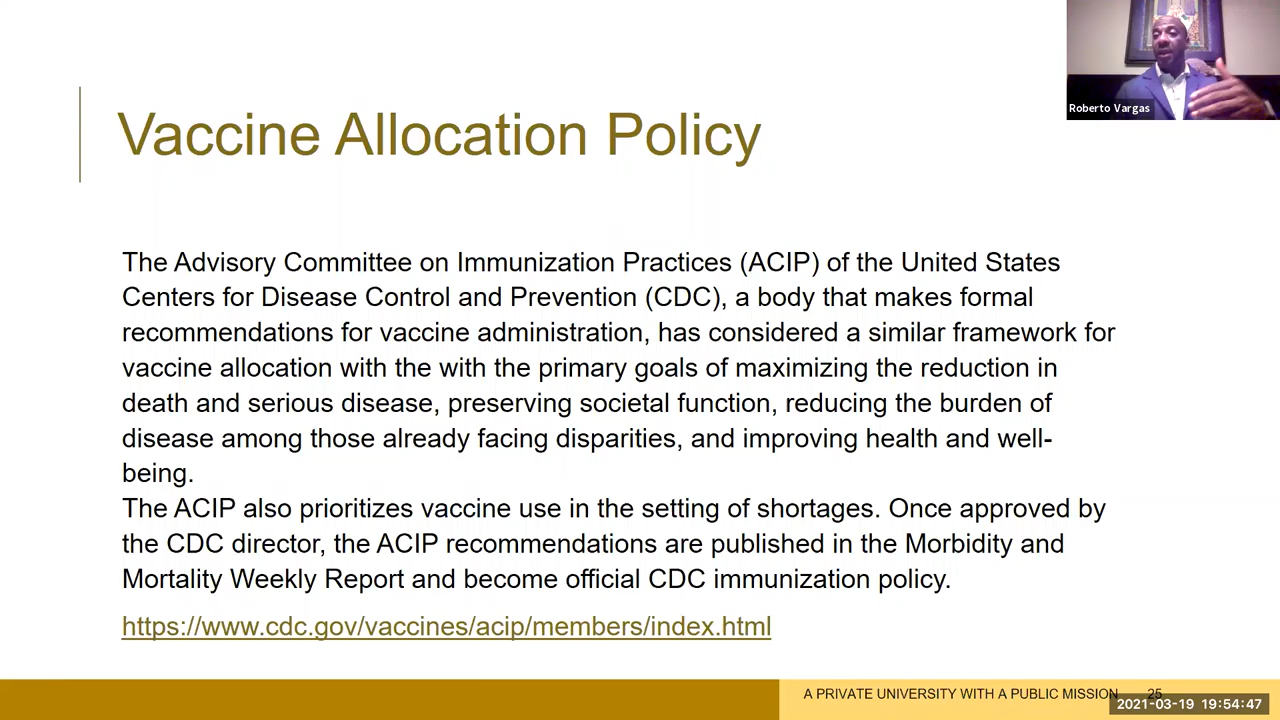 Roberto Vargas
Vaccine Allocation Policy
The Advisory Committee on Immunization Practices (ACIP) of the United States
Centers for Disease Control and Prevention (CDC), a body that makes formal
recommendations for vaccine administration, has considered a similar framework for
vaccine allocation with the with the primary goals of maximizing the reduction in
death and serious disease, preserving societal function, reducing the burden of
disease among those already facing disparities, and improving health and well-
being.
The ACIP also prioritizes vaccine use in the setting of shortages. Once approved by
the CDC director, the ACIP recommendations are published in the Morbidity and
Mortality Weekly Report and become official CDC immunization policy.
https://www.cdc.gov/vaccines/acip/members/index.html
A PRIVATE UNIVERSITY WITH A PUBLIC MISSION 25
2021-03-19 19:54:47